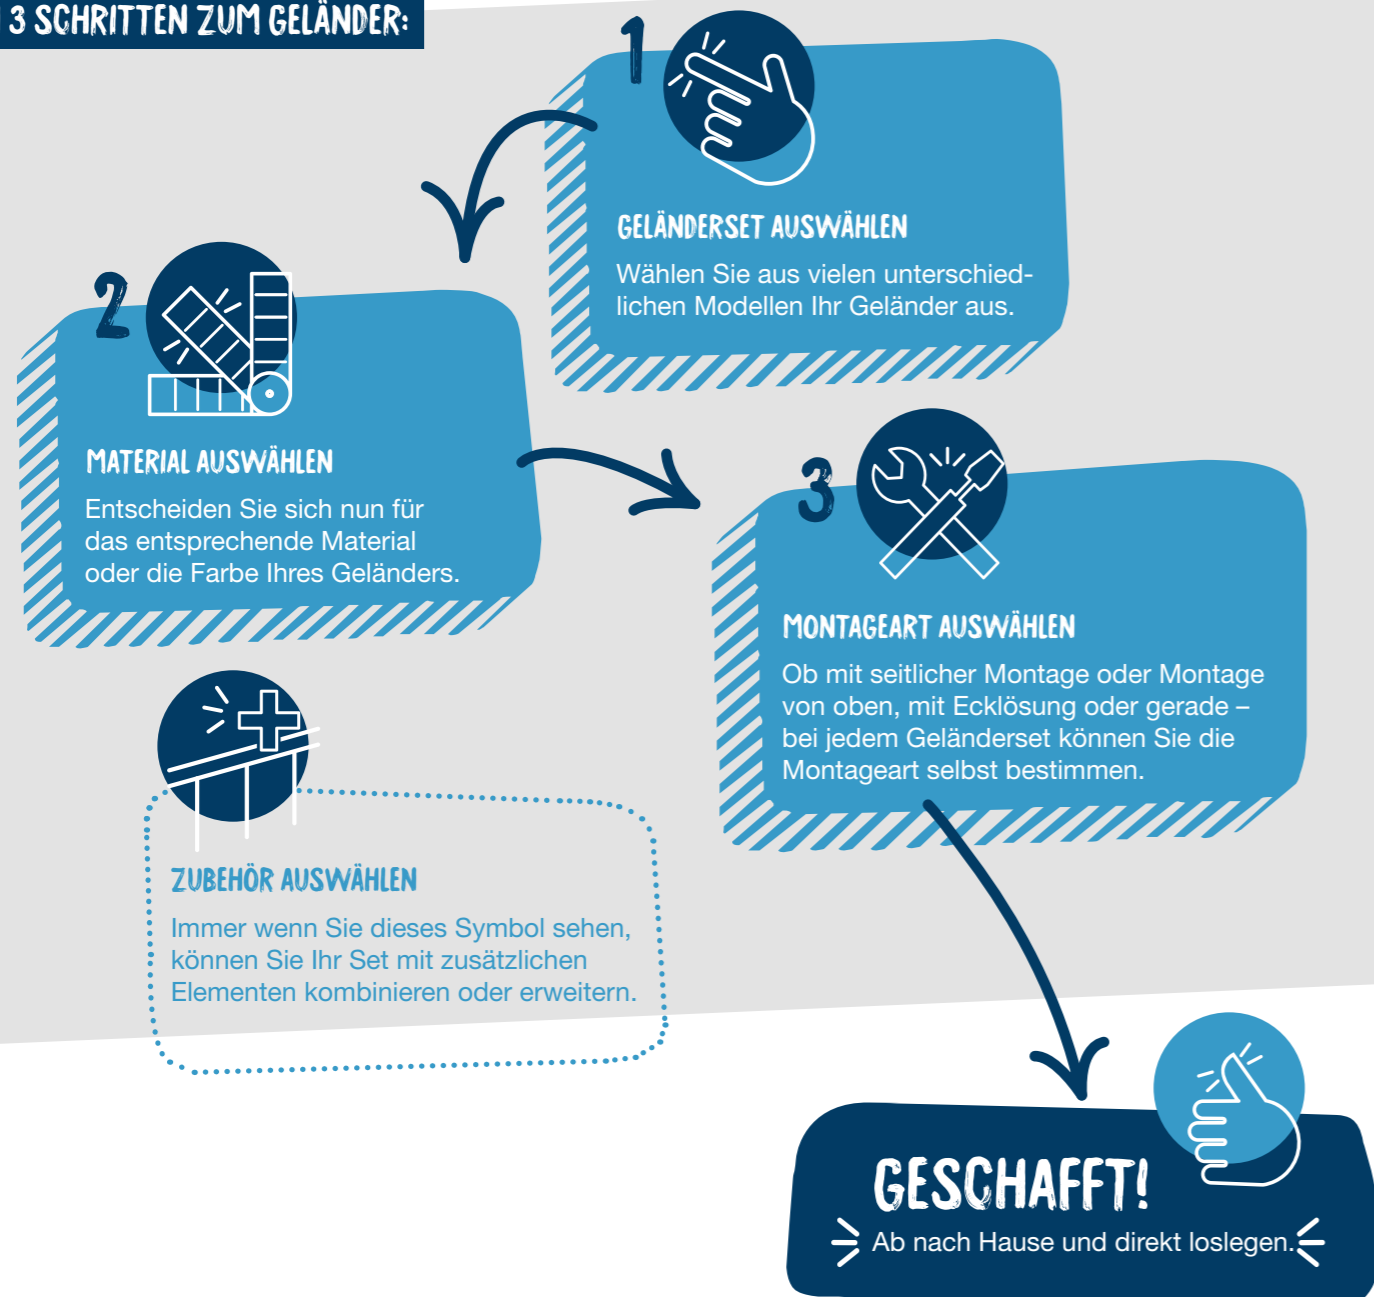 3 SCHRITTEN ZUM GELÄNDER:
1
GELÄNDERSET AUSWÄHLEN
Wählen Sie aus vielen unterschied-
lichen Modellen Ihr Geländer aus.
2
MATERIAL AUSWÄHLEN
Entscheiden Sie sich nun für
das entsprechende Material
oder die Farbe Ihres Geländers.
3
MONTAGEART AUSWÄHLEN
Ob mit seitlicher Montage oder Montage
von oben, mit Ecklösung oder gerade –
bei jedem Geländerset können Sie die
Montageart selbst bestimmen.
ZUBEHÖR AUSWÄHLEN
Immer wenn Sie dieses Symbol sehen,
können Sie Ihr Set mit zusätzlichen
Elementen kombinieren oder erweitern.
GESCHAFFT!
Ab nach Hause und direkt loslegen.